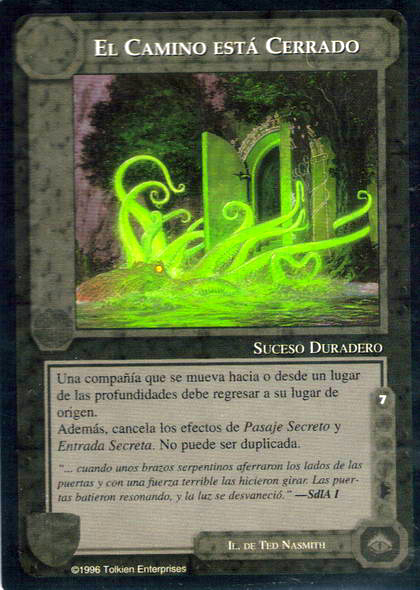 El Camino está Cerrado
Suceso Duradero
Una compañía que se mueva hacia o desde un lugar
de las profundidades debe regresar a su lugar de
origen.
7
Además, cancela los efectos de Pasaje Secreto y
Entrada Secreta. No puede ser duplicada.
"... cuando unos brazos serpentinos aferraron los lados de las
puertas y con una fuerza terrible las hicieron girar. Las puer-
tas batieron resonando, y la luz se desvaneció." —SdlA I
Il. de Ted Nasmith
©1996 Tolkien Enterprises